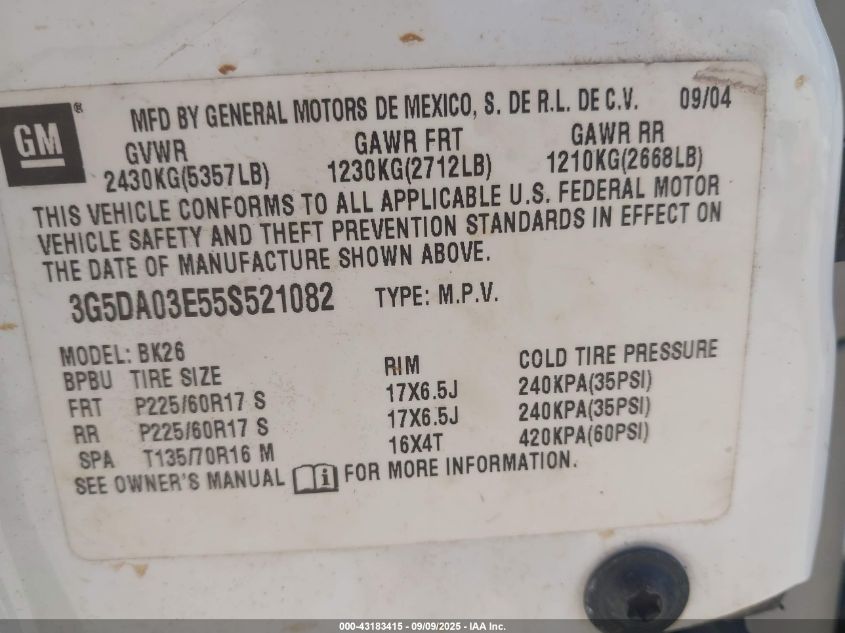 GM®
MFD BY GENERAL MOTORS DE MEXICO, S. DE R.L. DE C.V. 09/04
GVWR GAWR FRT GAWR RR
2430KG(5357LB) 1230KG(2712LB) 1210KG(2668LB)
THIS VEHICLE CONFORMS TO ALL APPLICABLE U.S. FEDERAL MOTOR
VEHICLE SAFETY AND THEFT PREVENTION STANDARDS IN EFFECT ON
THE DATE OF MANUFACTURE SHOWN ABOVE.
3G5DA03E55S521082 TYPE: M.P.V.
MODEL: BK26
BPBU TIRE SIZE RIM COLD TIRE PRESSURE
FRT P225/60R17 S 17X6.5J 240KPA(35PSI)
RR P225/60R17 S 17X6.5J 240KPA(35PSI)
SPA T135/70R16 M 16X4T 420KPA(60PSI)
SEE OWNER'S MANUAL i FOR MORE INFORMATION.
000-43183415 - 09/09/2025 - IAA Inc.